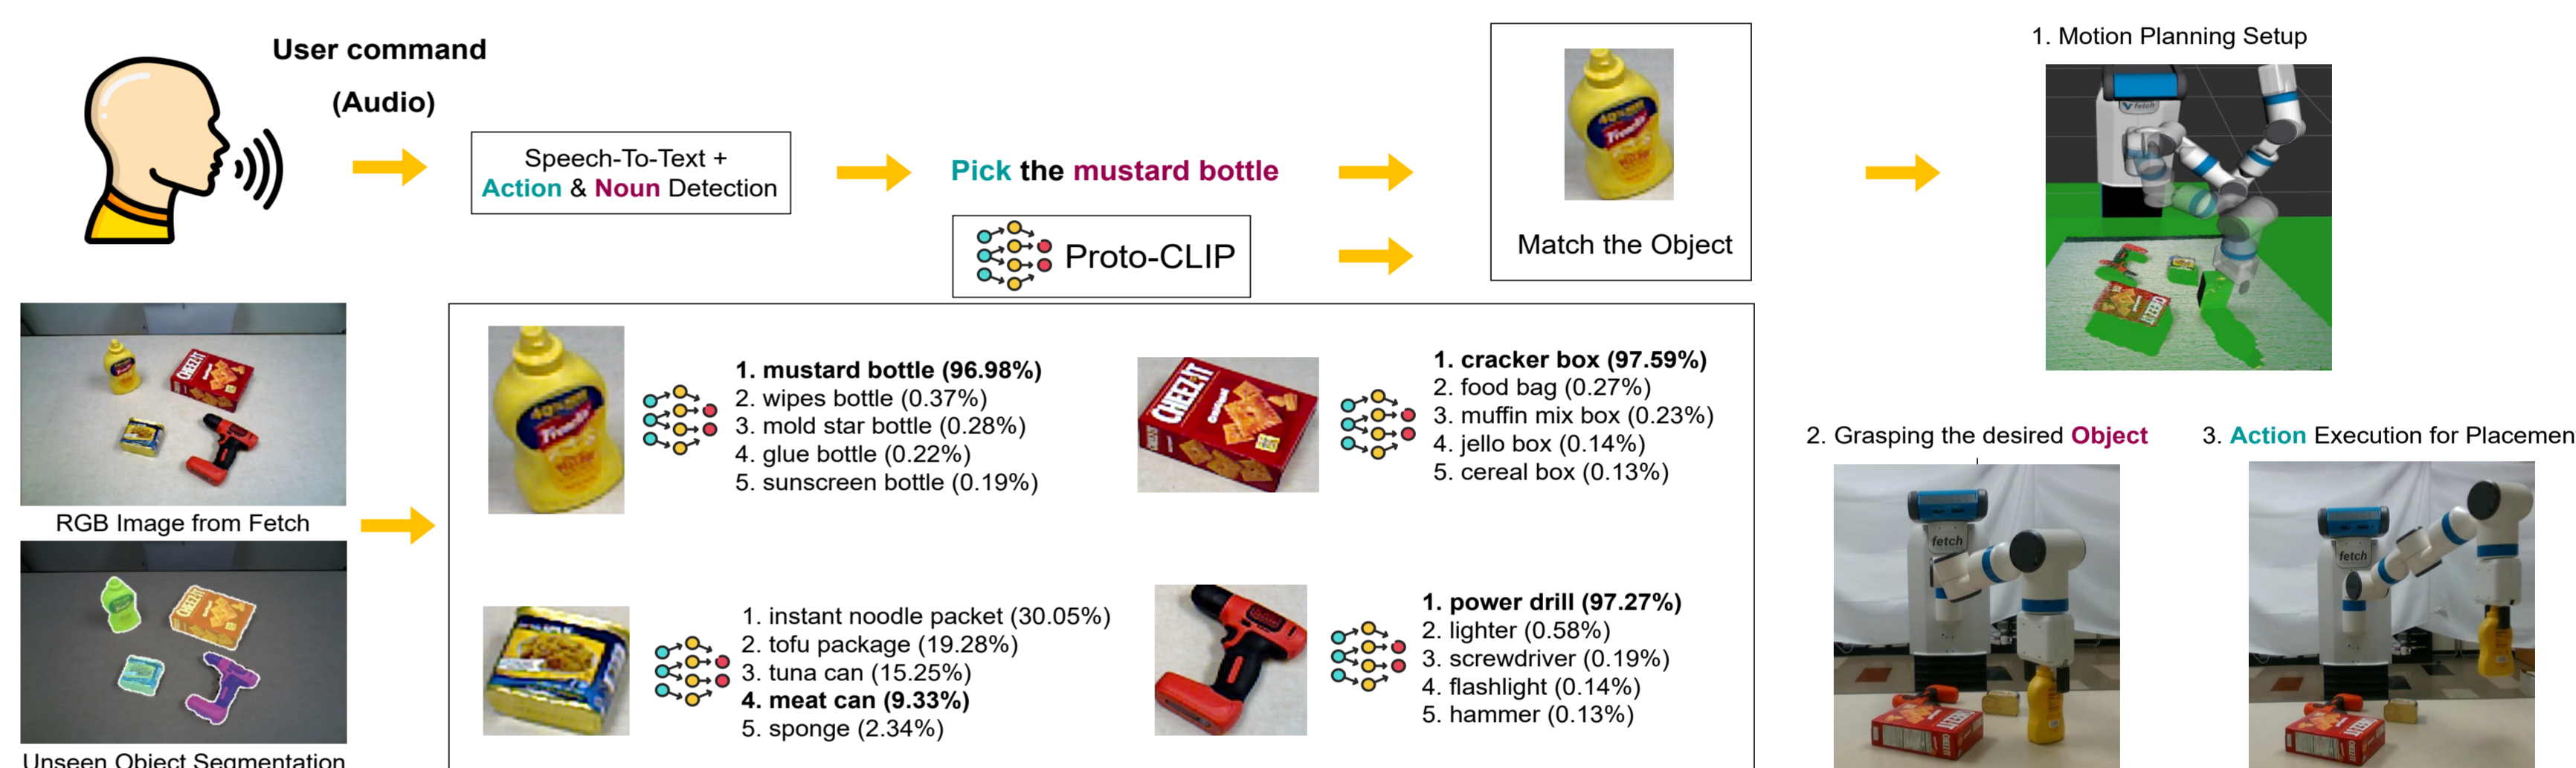 User command
(Audio)
Speech-To-Text +
Action & Noun Detection
Pick the mustard bottle
Proto-CLIP
Match the Object
1. Motion Planning Setup
fetch
RGB Image from Fetch
Unseen Object Segmentation
CHEEZ-IT
1. mustard bottle (96.98%)
2. wipes bottle (0.37%)
3. mold star bottle (0.28%)
4. glue bottle (0.22%)
5. sunscreen bottle (0.19%)
CHEEZ-IT
1. cracker box (97.59%)
2. food bag (0.27%)
3. muffin mix box (0.23%)
4. jello box (0.14%)
5. cereal box (0.13%)
1. instant noodle packet (30.05%)
2. tofu package (19.28%)
3. tuna can (15.25%)
4. meat can (9.33%)
5. sponge (2.34%)
1. power drill (97.27%)
2. lighter (0.58%)
3. screwdriver (0.19%)
4. flashlight (0.14%)
5. hammer (0.13%)
2. Grasping the desired Object
fetch
3. Action Execution for Placemen
fetch